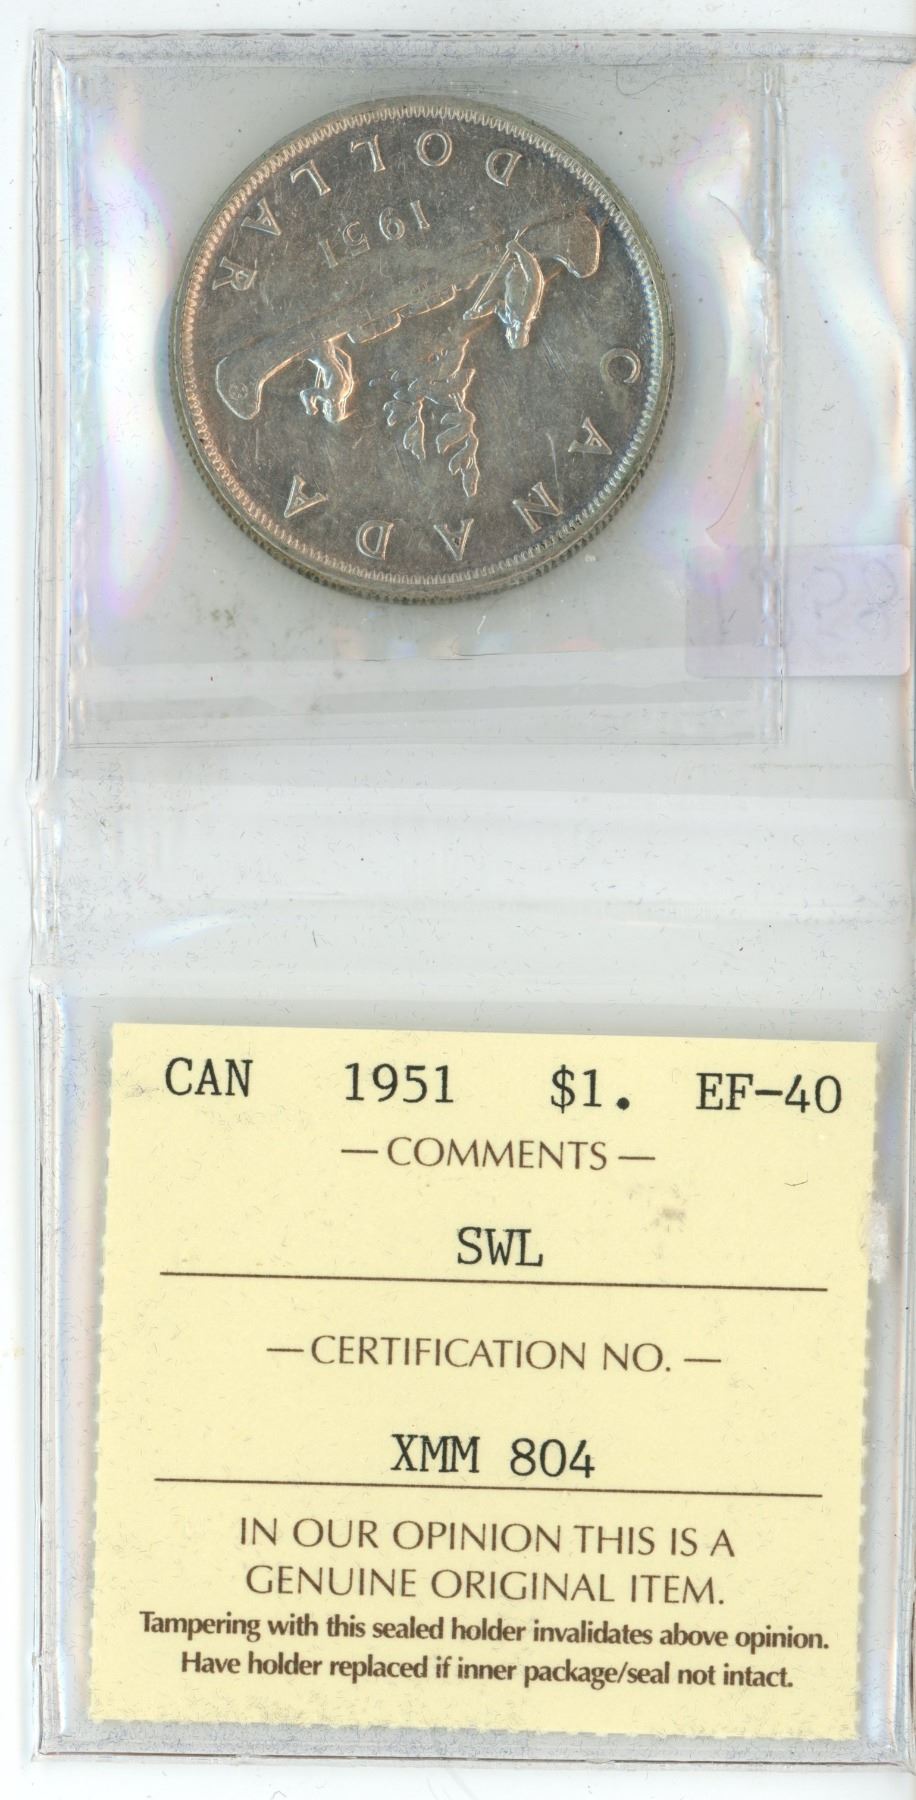 CANADA
1951
DOLLAR
CAN 1951 $1. EF-40
— COMMENTS —
SWL
— CERTIFICATION NO. —
XMM 804
IN OUR OPINION THIS IS A
GENUINE ORIGINAL ITEM.
Tampering with this sealed holder invalidates above opinion.
Have holder replaced if inner package/seal not intact.